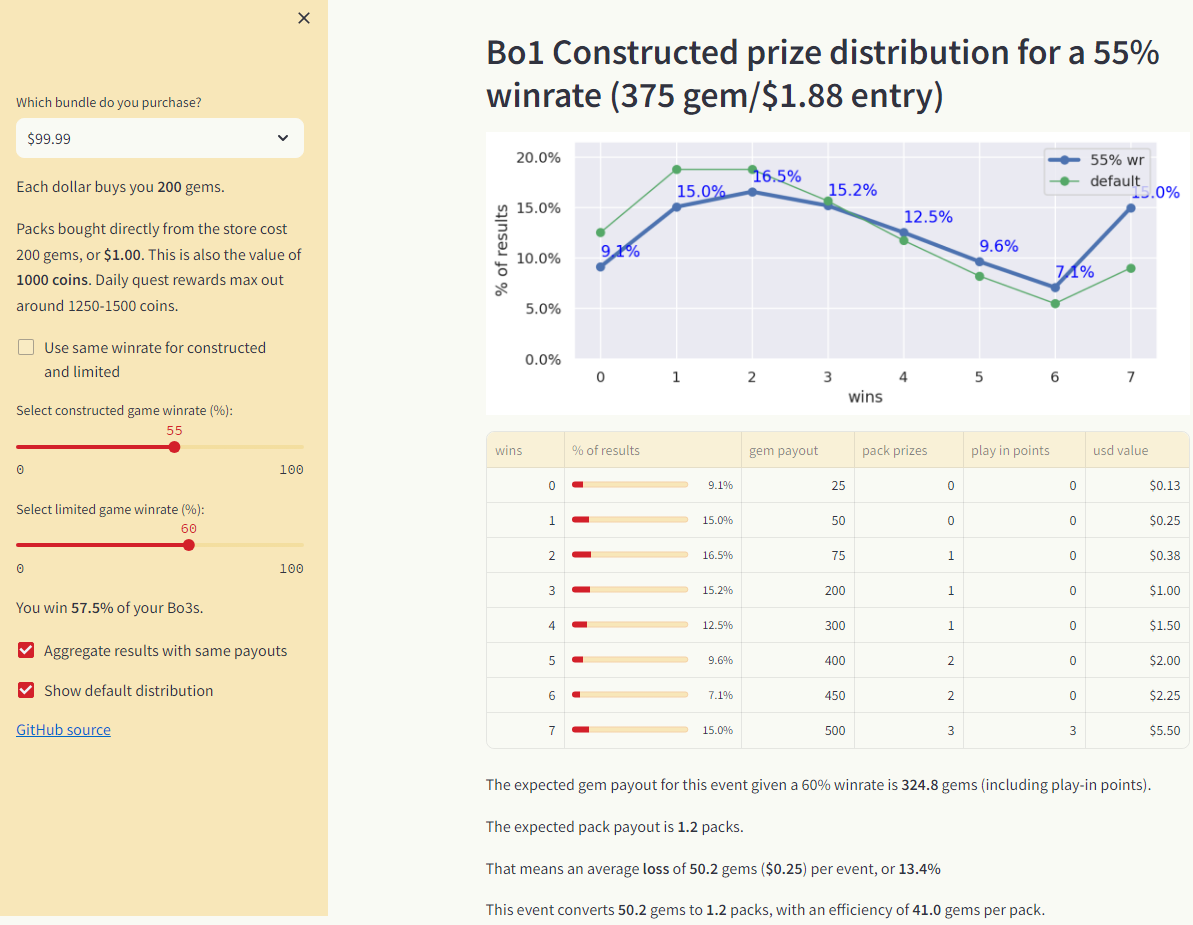 Which bundle do you purchase?
$99.99
Each dollar buys you 200 gems.
Packs bought directly from the store cost
200 gems, or $1.00. This is also the value of
1000 coins. Daily quest rewards max out
around 1250-1500 coins.
Use same winrate for constructed
and limited
Select constructed game winrate (%):
55
0 100
Select limited game winrate (%):
60
0 100
You win 57.5% of your Bo3s.
Aggregate results with same payouts
Show default distribution
GitHub source
Bo1 Constructed prize distribution for a 55%
winrate (375 gem/$1.88 entry)
% of results
20.0%
15.0%
10.0%
5.0%
0.0%
55% wr
default
9.1%
15.0%
16.5%
15.2%
12.5%
9.6%
7.1%
15.0%
0 1 2 3 4 5 6 7
wins
wins % of results gem payout pack prizes play in points usd value
0 9.1% 25 0 0 $0.13
1 15.0% 50 0 0 $0.25
2 16.5% 75 1 0 $0.38
3 15.2% 200 1 0 $1.00
4 12.5% 300 1 0 $1.50
5 9.6% 400 2 0 $2.00
6 7.1% 450 2 0 $2.25
7 15.0% 500 3 3 $5.50
The expected gem payout for this event given a 60% winrate is 324.8 gems (including play-in points).
The expected pack payout is 1.2 packs.
That means an average loss of 50.2 gems ($0.25) per event, or 13.4%
This event converts 50.2 gems to 1.2 packs, with an efficiency of 41.0 gems per pack.